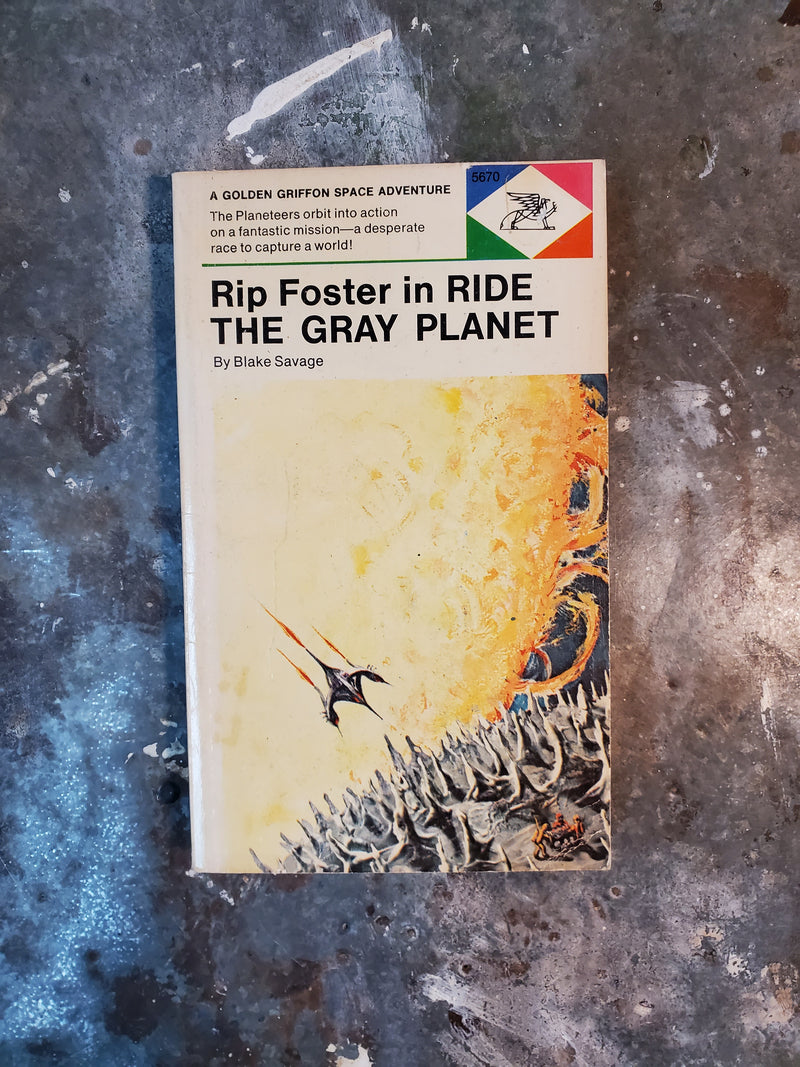 A GOLDEN GRIFFON SPACE ADVENTURE
5670
The Planeteers orbit into action
on a fantastic mission—a desperate
race to capture a world!
Rip Foster in RIDE
THE GRAY PLANET
By Blake Savage